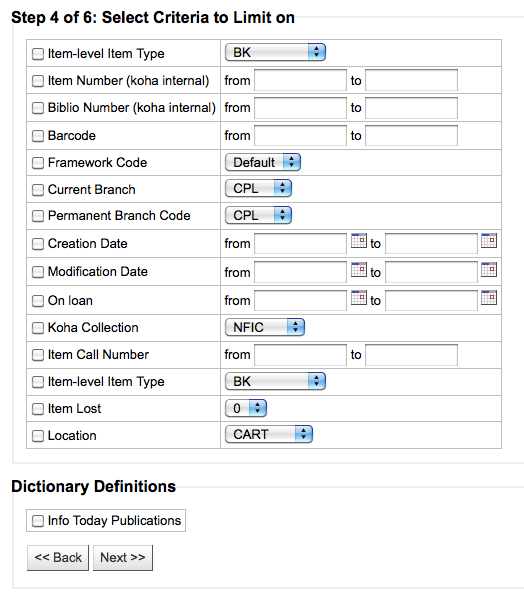 Step 4 of 6: Select Criteria to Limit on
Item-level Item Type BK
Item Number (koha internal) from to
Biblio Number (koha internal) from to
Barcode from to
Framework Code Default
Current Branch CPL
Permanent Branch Code CPL
Creation Date from to
Modification Date from to
On loan from to
Koha Collection NFIC
Item Call Number from to
Item-level Item Type BK
Item Lost 0
Location CART
Dictionary Definitions
Info Today Publications
<< Back Next >>